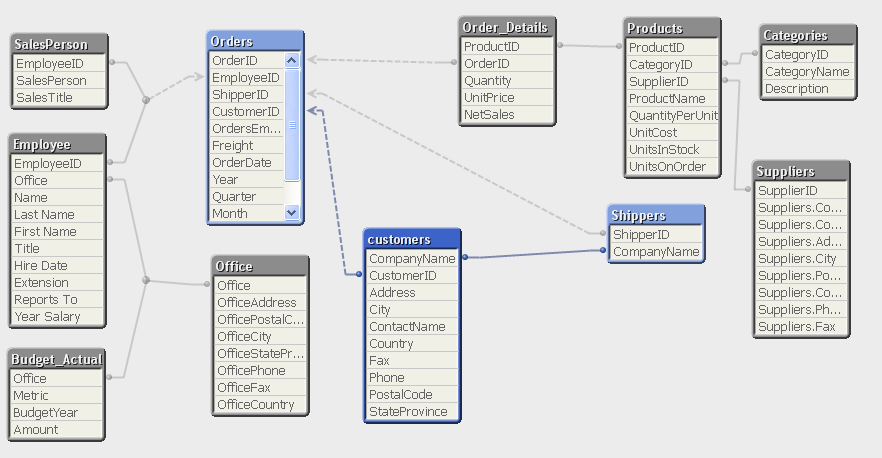 SalesPerson
EmployeeID
SalesPerson
SalesTitle
Employee
EmployeeID
Office
Name
Last Name
First Name
Title
Hire Date
Extension
Reports To
Year Salary
Budget_Actual
Office
Metric
BudgetYear
Amount
Orders
OrderID
EmployeeID
ShipperID
CustomerID
OrdersEm...
Freight
OrderDate
Year
Quarter
Month
Office
Office
OfficeAddress
OfficePostalC...
OfficeCity
OfficeStatePr...
OfficePhone
OfficeFax
OfficeCountry
customers
CompanyName
CustomerID
Address
City
ContactName
Country
Fax
Phone
PostalCode
StateProvince
Order_Details
ProductID
OrderID
Quantity
UnitPrice
NetSales
Products
ProductID
CategoryID
SupplierID
ProductName
QuantityPerUnit
UnitCost
UnitsInStock
UnitsOnOrder
Shippers
ShipperID
CompanyName
Categories
CategoryID
CategoryName
Description
Suppliers
SupplierID
Suppliers.Co...
Suppliers.Co...
Suppliers.Ad...
Suppliers.City
Suppliers.Po...
Suppliers.Co...
Suppliers.Ph...
Suppliers.Fax